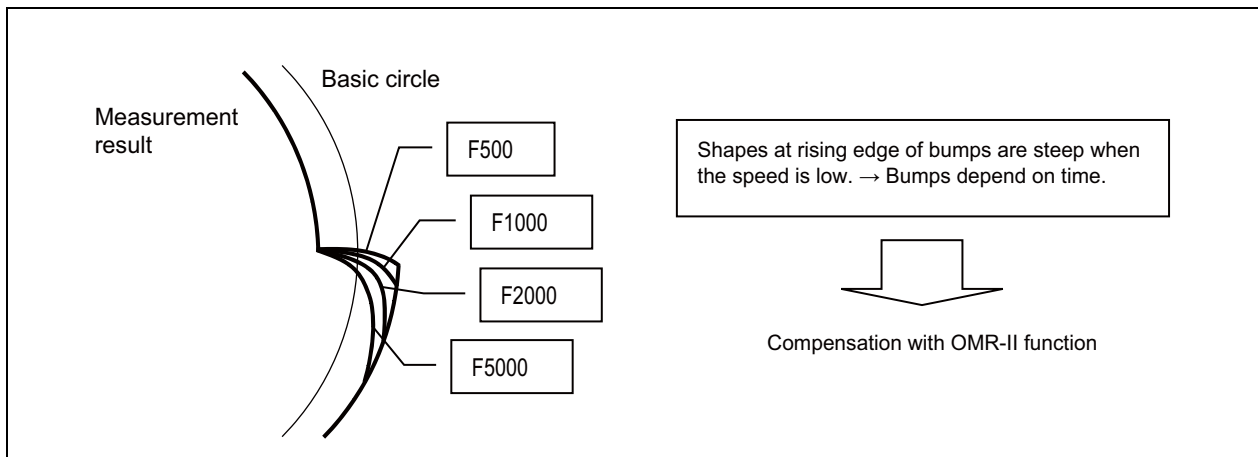 Basic circle
Measurement
result
F500
F1000
F2000
F5000
Shapes at rising edge of bumps are steep when
the speed is low. → Bumps depend on time.
Compensation with OMR-II function